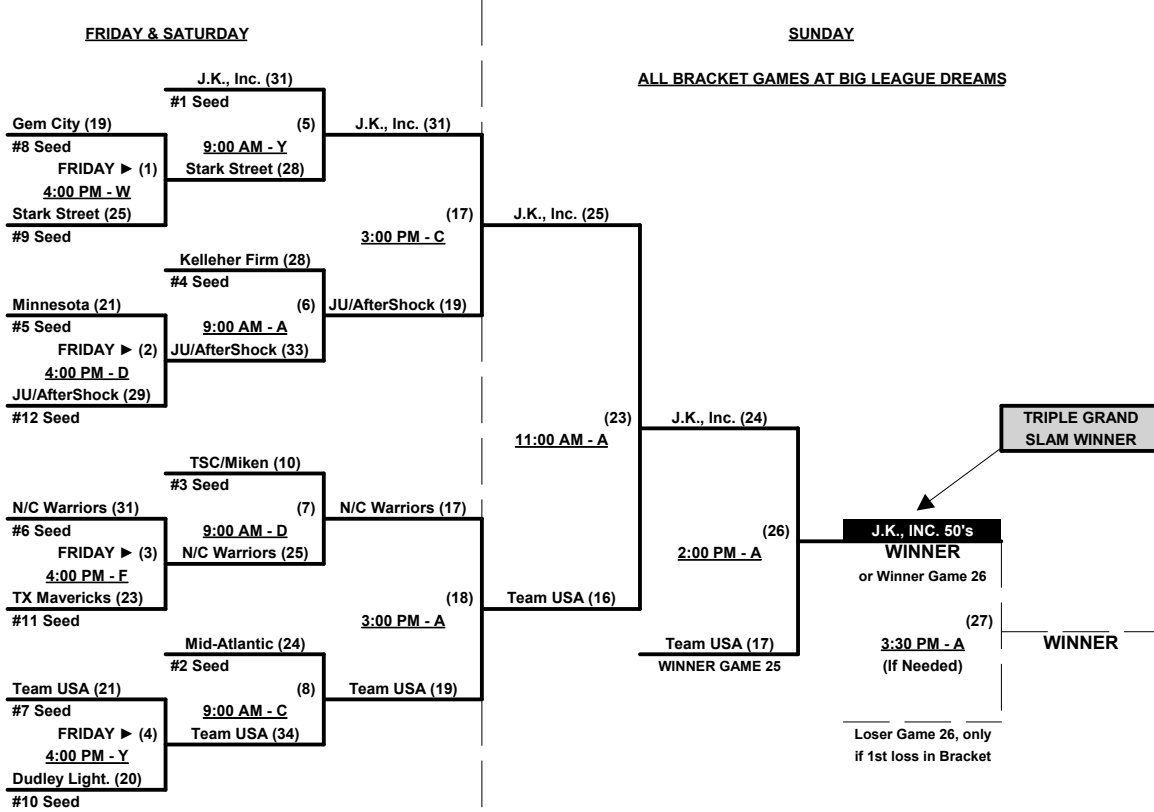 FRIDAY & SATURDAY
SUNDAY
ALL BRACKET GAMES AT BIG LEAGUE DREAMS
J.K., Inc. (31)
#1 Seed
Gem City (19)
#8 Seed
(5)
9:00 AM - Y
J.K., Inc. (31)
FRIDAY ► (1)
4:00 PM - W
Stark Street (28)
Stark Street (25)
#9 Seed
(17)
3:00 PM - C
J.K., Inc. (25)
Kelleher Firm (28)
#4 Seed
Minnesota (21)
#5 Seed
(6)
9:00 AM - A
JU/AfterShock (19)
FRIDAY ► (2)
4:00 PM - D
JU/AfterShock (33)
JU/AfterShock (29)
#12 Seed
(23)
11:00 AM - A
J.K., Inc. (24)
TRIPLE GRAND
SLAM WINNER
TSC/Miken (10)
#3 Seed
N/C Warriors (31)
#6 Seed
(7)
9:00 AM - D
N/C Warriors (17)
FRIDAY ► (3)
4:00 PM - F
N/C Warriors (25)
TX Mavericks (23)
#11 Seed
(26)
2:00 PM - A
J.K., INC. 50's
WINNER
or Winner Game 26
(18)
3:00 PM - A
Team USA (16)
(27)
3:30 PM - A
(If Needed)
WINNER
Mid-Atlantic (24)
#2 Seed
Team USA (17)
WINNER GAME 25
Team USA (21)
#7 Seed
(8)
9:00 AM - C
Team USA (19)
FRIDAY ► (4)
4:00 PM - Y
Team USA (34)
Dudley Light. (20)
#10 Seed
Loser Game 26, only
if 1st loss in Bracket